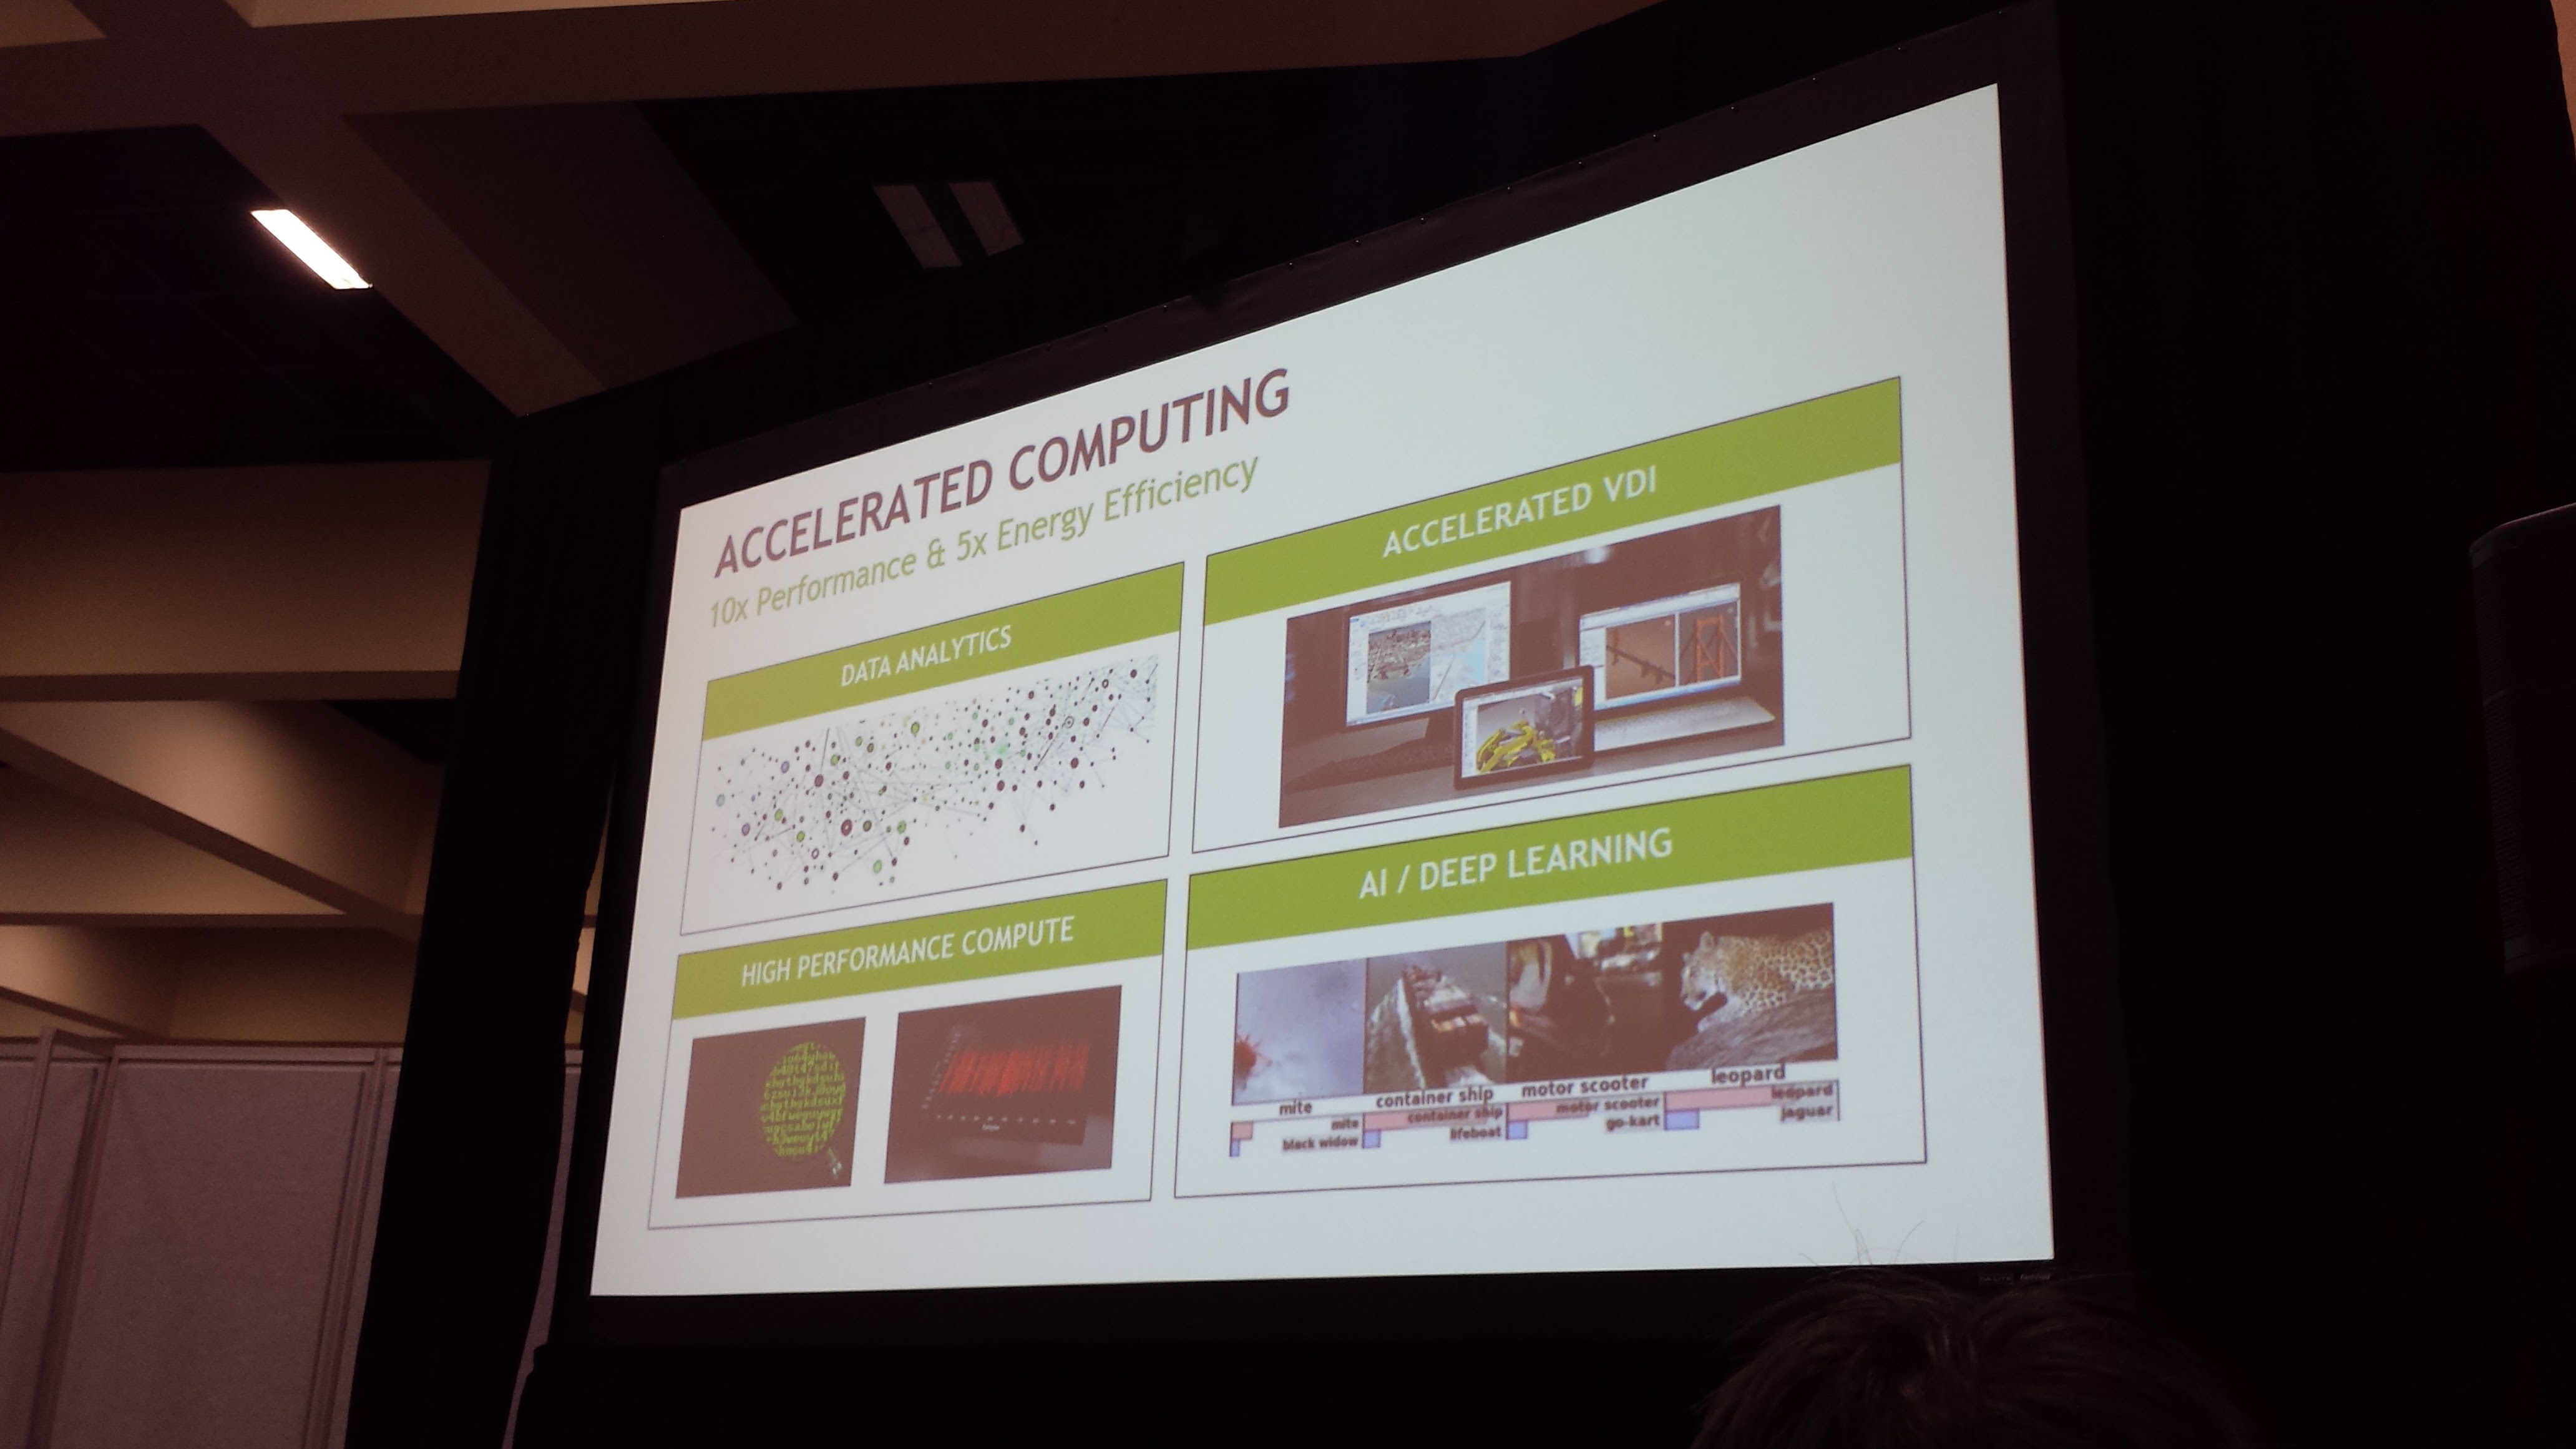 ACCELERATED COMPUTING
10x Performance & 5x Energy Efficiency
DATA ANALYTICS
ACCELERATED VDI
HIGH PERFORMANCE COMPUTE
AI / DEEP LEARNING
mite
container ship
motor scooter
leopard
mite
black widow
container ship
lifeboat
motor scooter
go-kart
leopard
jaguar